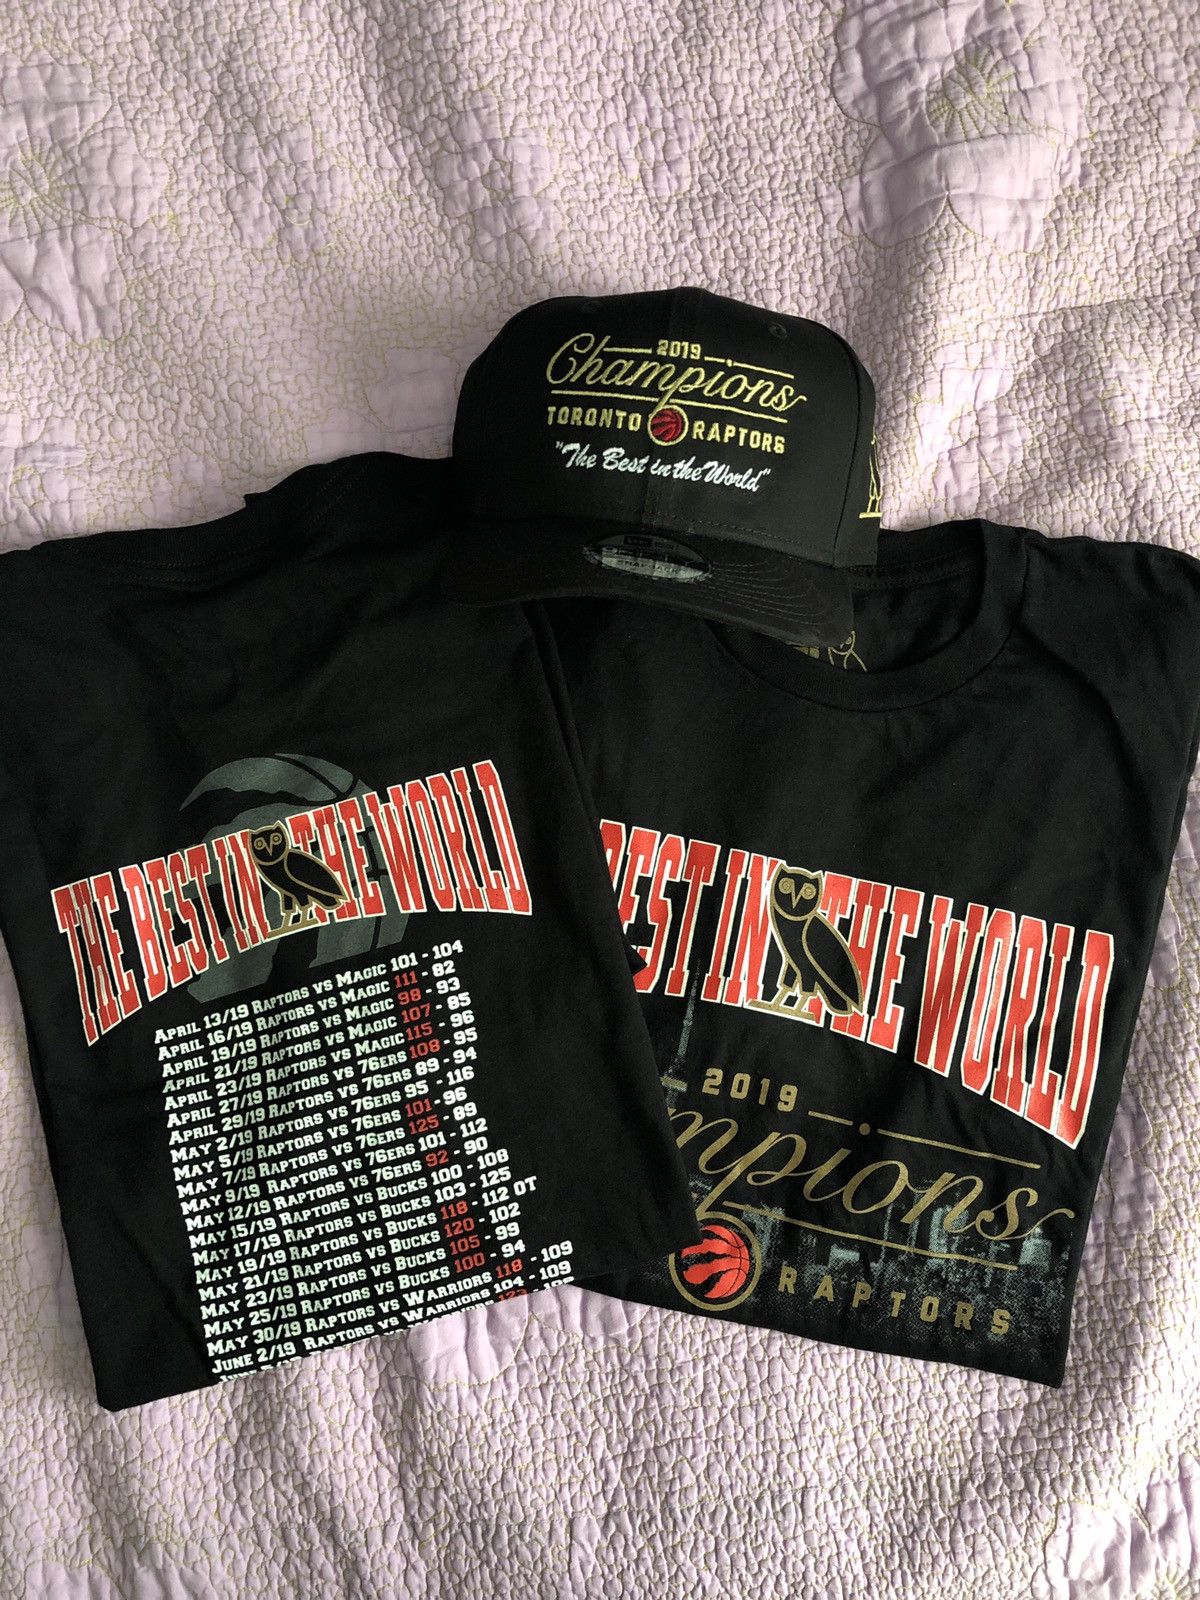 2019
Champions
TORONTO RAPTORS
"The Best in the World"
SNAPBACK
THE BEST IN THE WORLD
APRIL 13/19 RAPTORS VS MAGIC 101 - 104
APRIL 16/19 RAPTORS VS MAGIC 111 - 82
APRIL 19/19 RAPTORS VS MAGIC 98 - 93
APRIL 21/19 RAPTORS VS MAGIC 107 - 85
APRIL 23/19 RAPTORS VS MAGIC 115 - 96
APRIL 27/19 RAPTORS VS 76ERS 108 - 95
APRIL 29/19 RAPTORS VS 76ERS 89 - 94
MAY 2/19 RAPTORS VS 76ERS 95 - 116
MAY 5/19 RAPTORS VS 76ERS 101 - 96
MAY 7/19 RAPTORS VS 76ERS 125 - 89
MAY 9/19 RAPTORS VS 76ERS 101 - 112
MAY 12/19 RAPTORS VS 76ERS 92 - 90
MAY 15/19 RAPTORS VS BUCKS 100 - 108
MAY 17/19 RAPTORS VS BUCKS 103 - 125
MAY 19/19 RAPTORS VS BUCKS 118 - 112 OT
MAY 21/19 RAPTORS VS BUCKS 120 - 102
MAY 23/19 RAPTORS VS BUCKS 105 - 99
MAY 25/19 RAPTORS VS BUCKS 100 - 94
MAY 30/19 RAPTORS VS WARRIORS 118 - 109
JUNE 2/19 RAPTORS VS WARRIORS 104 - 109
BEST IN THE WORLD
2019
mpions
RAPTORS